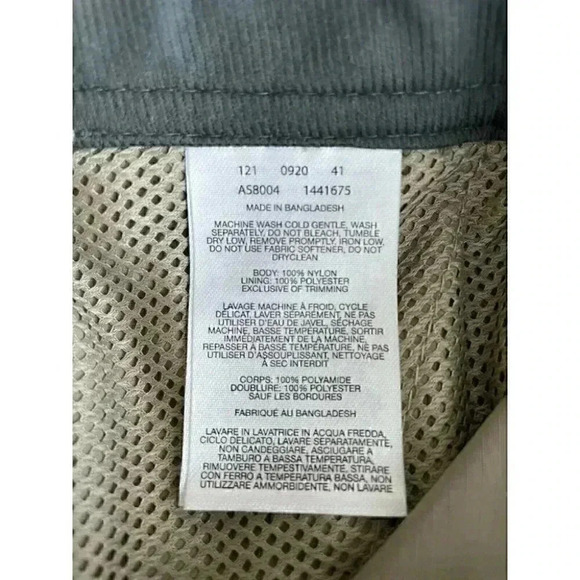 121 0920 41
AS8004 1441675
MADE IN BANGLADESH
MACHINE WASH COLD GENTLE, WASH
SEPARATELY, DO NOT BLEACH, TUMBLE
DRY LOW, REMOVE PROMPTLY, IRON LOW,
DO NOT USE FABRIC SOFTENER, DO NOT
DRYCLEAN
BODY: 100% NYLON
LINING: 100% POLYESTER
EXCLUSIVE OF TRIMMING
LAVAGE MACHINE À FROID, CYCLE
DÉLICAT, LAVER SÉPARÉMENT, NE PAS
UTILISER D'EAU DE JAVEL, SÉCHAGE
MACHINE, BASSE TEMPÉRATURE, SORTIR
IMMÉDIATEMENT DE LA MACHINE,
REPASSER À BASSE TEMPÉRATURE, NE PAS
UTILISER D'ASSOUPLISSANT, NETTOYAGE
À SEC INTERDIT
CORPS: 100% POLYAMIDE
DOUBLURE: 100% POLYESTER
SAUF LES BORDURES
FABRIQUÉ AU BANGLADESH
LAVARE IN LAVATRICE IN ACQUA FREDDA,
CICLO DELICATO, LAVARE SEPARATAMENTE,
NON CANDEGGIARE, ASCIUGARE A
TAMBURO A BASSA TEMPERATURA,
RIMUOVERE TEMPESTIVAMENTE, STIRARE
CON FERRO A TEMPERATURA BASSA, NON
UTILIZZARE AMMORBIDENTE, NON LAVARE